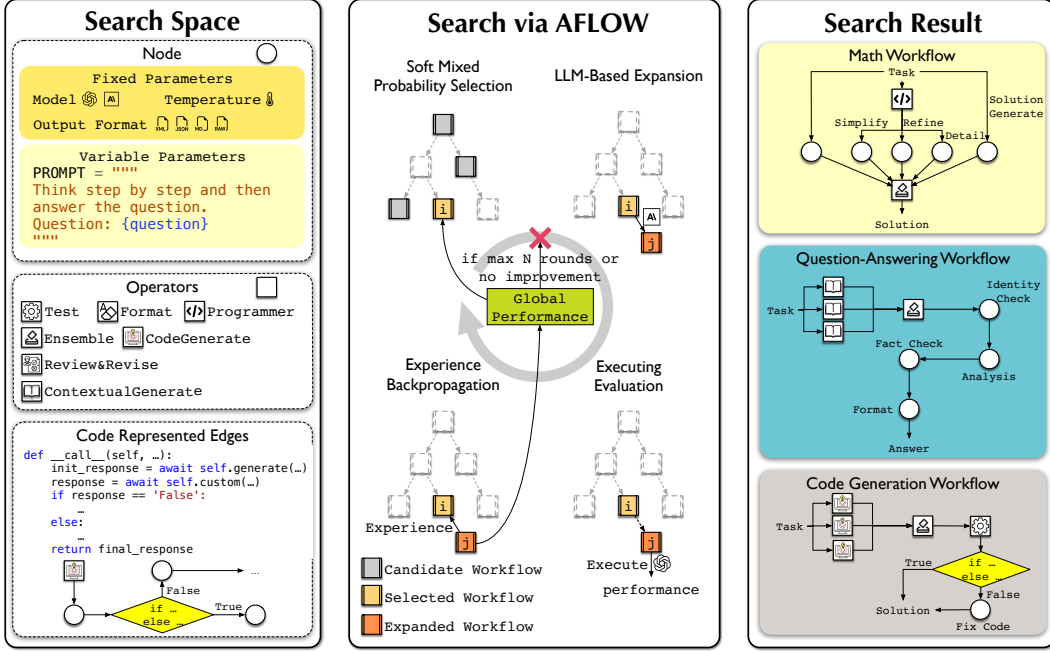 Search Space
Node
Fixed Parameters
Model
Temperature
Output Format XML JSON MD RAW
Variable Parameters
PROMPT = """
Think step by step and then
answer the question.
Question: {question}
"""
Operators
Test Format Programmer
Ensemble CodeGenerate
Review&Revise
ContextualGenerate
Code Represented Edges
def __call__(self, …):
init_response = await self.generate(…)
response = await self.custom(…)
if response == 'False':
…
else:
…
return final_response
…
False
True
if …
else …
Search via AFLOW
Soft Mixed
Probability Selection
LLM-Based Expansion
i
i
j
if max N rounds or
no improvement
Global
Performance
Experience
Backpropagation
Executing
Evaluation
i
Experience
j
i
j
Execute
performance
Candidate Workflow
Selected Workflow
Expanded Workflow
Search Result
Math Workflow
Task
Solution
Generate
Simplify
Refine
Detail
Solution
Question-Answering Workflow
Identity
Check
Task
Fact Check
Analysis
Format
Answer
Code Generation Workflow
Task
True
if …
else …
False
Solution
Fix Code